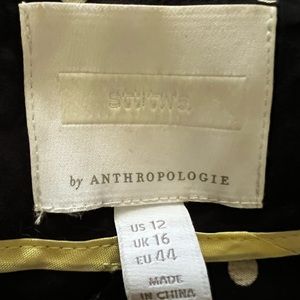 by ANTHROPOLOGIE
US 12
UK 16
EU 44
MADE
IN CHINA